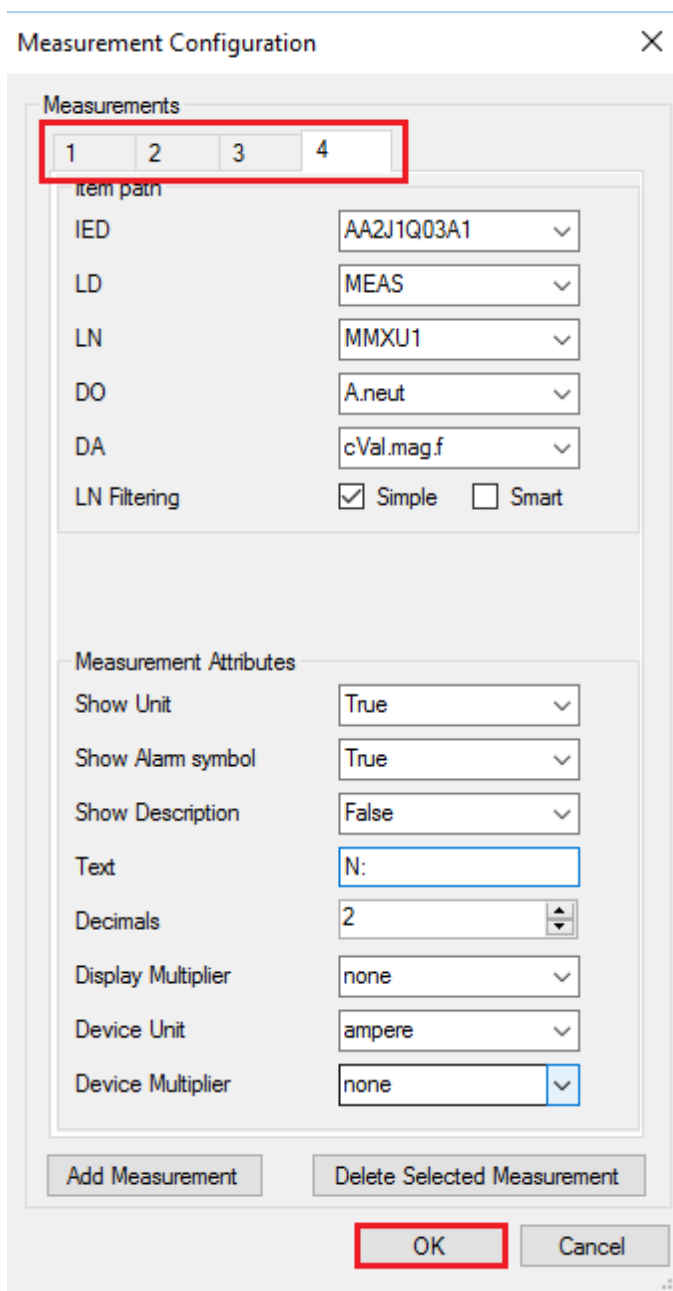 Measurement Configuration
Measurements
1 2 3 4
Item path
IED AA2J1Q03A1
LD MEAS
LN MMXU1
DO A.neut
DA cVal.mag.f
LN Filtering Simple Smart
Measurement Attributes
Show Unit True
Show Alarm symbol True
Show Description False
Text N:
Decimals 2
Display Multiplier none
Device Unit ampere
Device Multiplier none
Add Measurement Delete Selected Measurement
OK Cancel